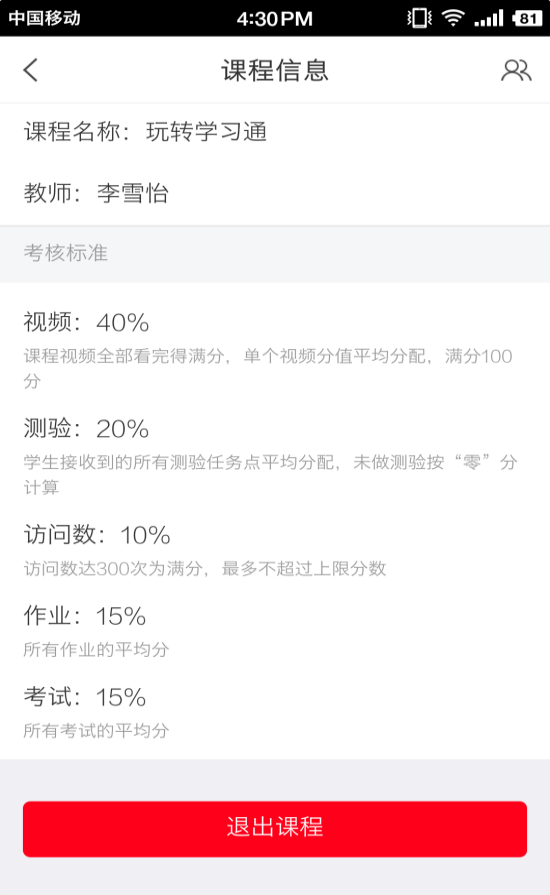 中国移动 4:30PM 81
课程信息
课程名称：玩转学习通
教师：李雪怡
考核标准
视频：40%
课程视频全部看完得满分，单个视频分值平均分配，满分100
分
测验：20%
学生接收到的所有测验任务点平均分配，未做测验按“零”分
计算
访问数：10%
访问数达300次为满分，最多不超过上限分数
作业：15%
所有作业的平均分
考试：15%
所有考试的平均分
退出课程